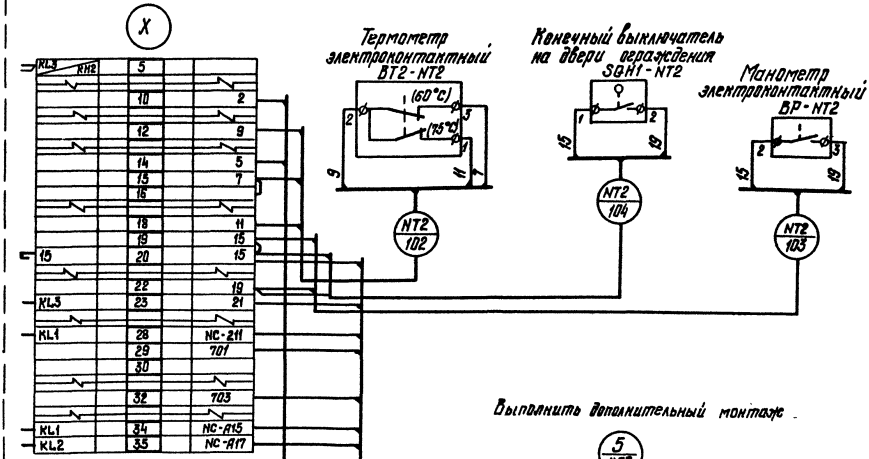 X
KL3 KH2 5
10 2
12 9
14 5
15 7
16
18 11
19 15
15 20 15
22 19
KL3 23 21
KL1 28 NC-211
29 701
30
32 703
KL1 34 NC-A15
KL2 35 NC-A17
Термометр
электроконтактный
BT2-NT2
(60°C)
2 3
(75°C)
1
9 11 7
NT2
102
Конечный выключатель
на двери ограждения
SQH1-NT2
1 2
15 19
NT2
104
Манометр
электроконтактный
BP-NT2
2 3
15 19
NT2
103
Выполнить дополнительный монтаж
5